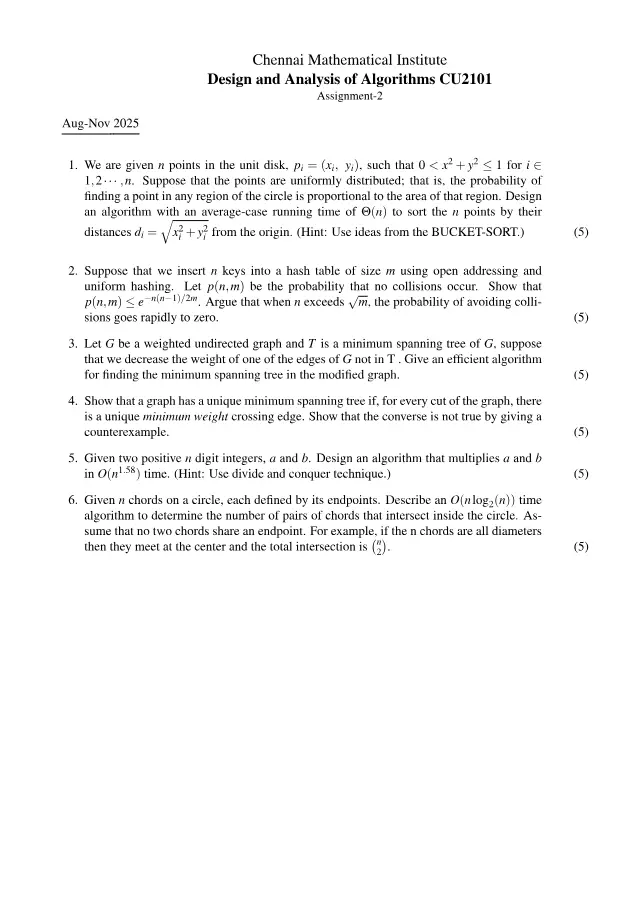 Chennai Mathematical Institute
Design and Analysis of Algorithms CU2101
Assignment-2
Aug-Nov 2025
1. We are given n points in the unit disk, pᵢ = (xᵢ, yᵢ), such that 0 < x² + y² ≤ 1 for i ∈
1,2⋯,n. Suppose that the points are uniformly distributed; that is, the probability of
finding a point in any region of the circle is proportional to the area of that region. Design
an algorithm with an average-case running time of Θ(n) to sort the n points by their
distances dᵢ = √(xᵢ² + yᵢ²) from the origin. (Hint: Use ideas from the BUCKET-SORT.) (5)
2. Suppose that we insert n keys into a hash table of size m using open addressing and
uniform hashing. Let p(n,m) be the probability that no collisions occur. Show that
p(n,m) ≤ e^{−n(n−1)/2m}. Argue that when n exceeds √m, the probability of avoiding colli-
sions goes rapidly to zero. (5)
3. Let G be a weighted undirected graph and T is a minimum spanning tree of G, suppose
that we decrease the weight of one of the edges of G not in T . Give an efficient algorithm
for finding the minimum spanning tree in the modified graph. (5)
4. Show that a graph has a unique minimum spanning tree if, for every cut of the graph, there
is a unique minimum weight crossing edge. Show that the converse is not true by giving a
counterexample. (5)
5. Given two positive n digit integers, a and b. Design an algorithm that multiplies a and b
in O(n^{1.58}) time. (Hint: Use divide and conquer technique.) (5)
6. Given n chords on a circle, each defined by its endpoints. Describe an O(n log₂(n)) time
algorithm to determine the number of pairs of chords that intersect inside the circle. As-
sume that no two chords share an endpoint. For example, if the n chords are all diameters
then they meet at the center and the total intersection is (n 2). (5)